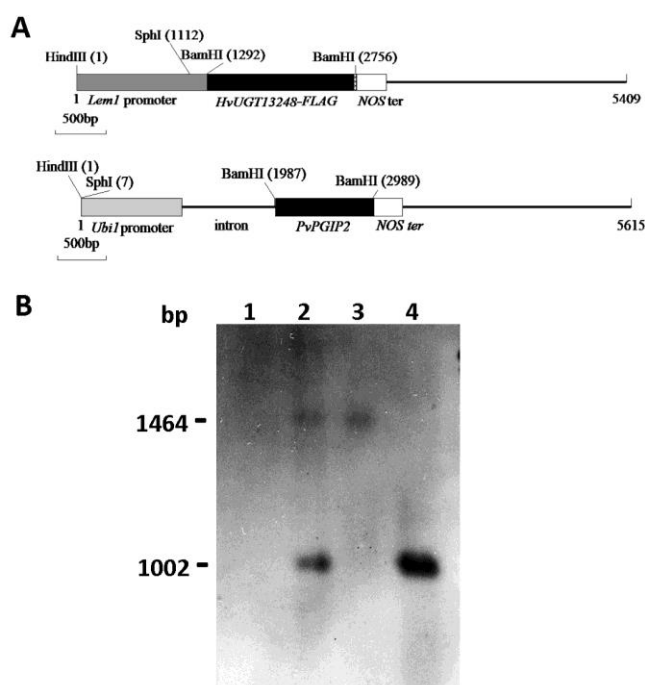 A
HindIII (1)
SphI (1112)
BamHI (1292)
BamHI (2756)
1 Lem1 promoter HvUGT13248-FLAG NOS ter 5409
500bp
HindIII (1)
SphI (7)
BamHI (1987)
BamHI (2989)
1 Ubi1 promoter intron PvPGIP2 NOS ter 5615
500bp
B bp 1 2 3 4
1464
1002